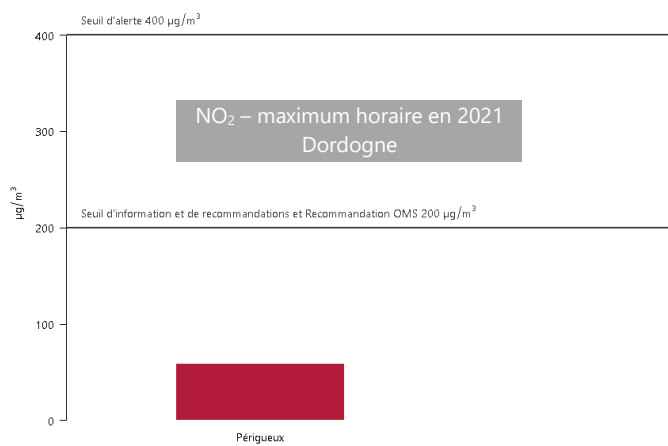 Seuil d'alerte 400 µg/m³
400
NO₂ – maximum horaire en 2021
Dordogne
300
µg/m³
Seuil d'information et de recommandations et Recommandation OMS 200 µg/m³
200
100
0
Périgueux